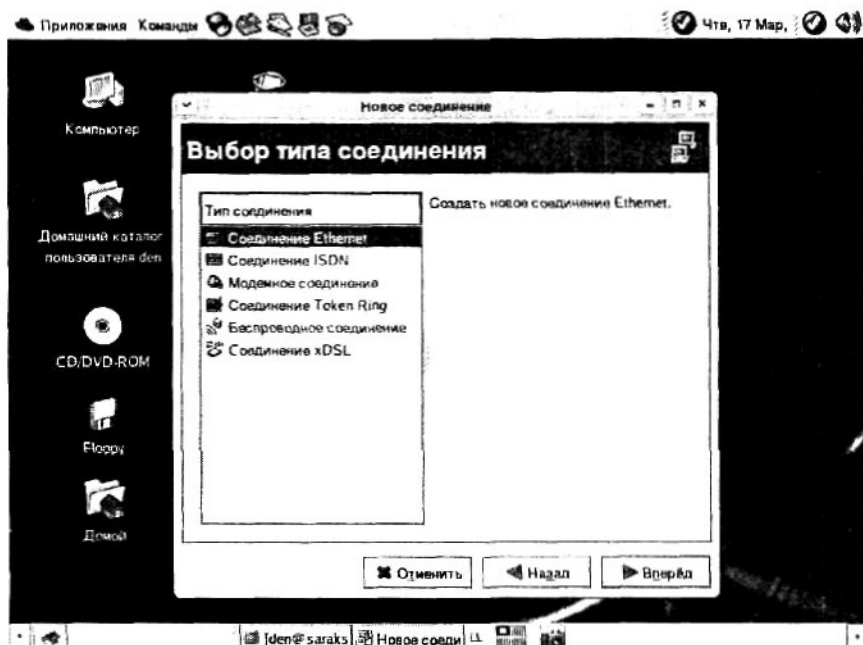 Приложения Команды
Чтв, 17 Мар,
Компьютер
Домашний каталог
пользователя den
CD/DVD-ROM
Floppy
Домой
Новое соединение
Выбор типа соединения
Тип соединения
Соединение Ethernet
Соединение ISDN
Модемное соединение
Соединение Token Ring
Беспроводное соединение
Соединение xDSL
Создать новое соединение Ethernet.
Отменить
Назад
Вперёд
[den@saraks
Новое соеди